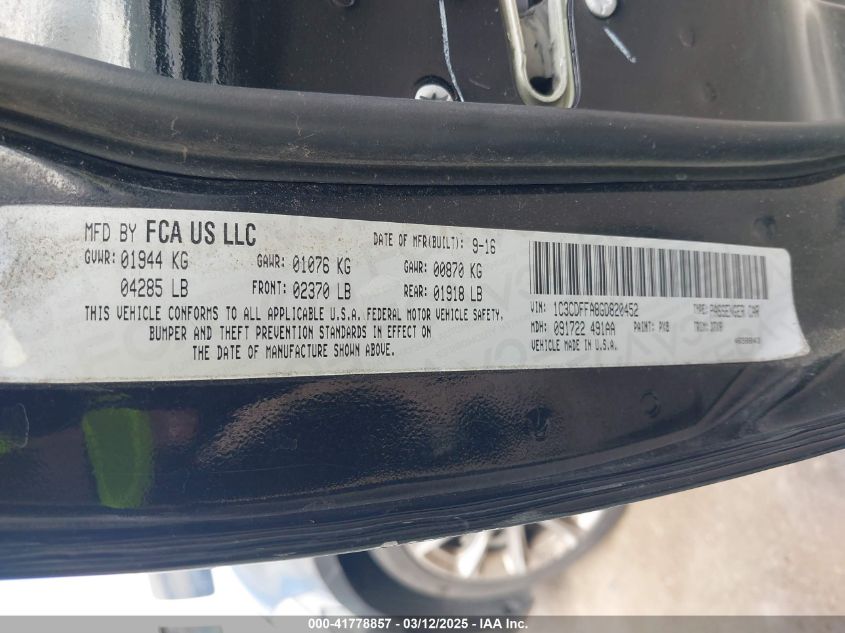 MFD BY FCA US LLC
DATE OF MFR(BUILT): 9-16
GVWR: 01944 KG
GAWR: 01076 KG
GAWR: 00870 KG
04285 LB
FRONT: 02370 LB
REAR: 01918 LB
THIS VEHICLE CONFORMS TO ALL APPLICABLE U.S.A. FEDERAL MOTOR VEHICLE SAFETY,
BUMPER AND THEFT PREVENTION STANDARDS IN EFFECT ON
THE DATE OF MANUFACTURE SHOWN ABOVE.
VIN: 1C3CDFFA8GD820452
TYPE: PASSENGER CAR
MDH: 091722 491AA
PAINT: PXB
TRIM:
VEHICLE MADE IN U.S.A.
000-41778857 - 03/12/2025 - IAA Inc.